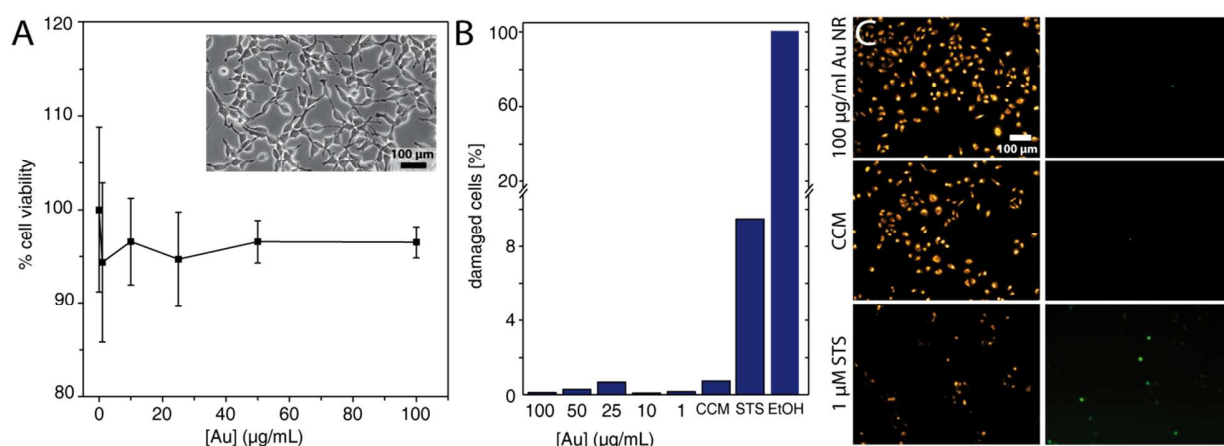 A
120
110
100
90
80
% cell viability
0
20
40
60
80
100
[Au] (µg/mL)
100 µm
B
100
60
20
8
4
0
damaged cells [%]
100
50
25
10
1
CCM
STS
EtOH
[Au] (µg/mL)
C
100 µg/ml Au NR
100 µm
CCM
1 µM STS